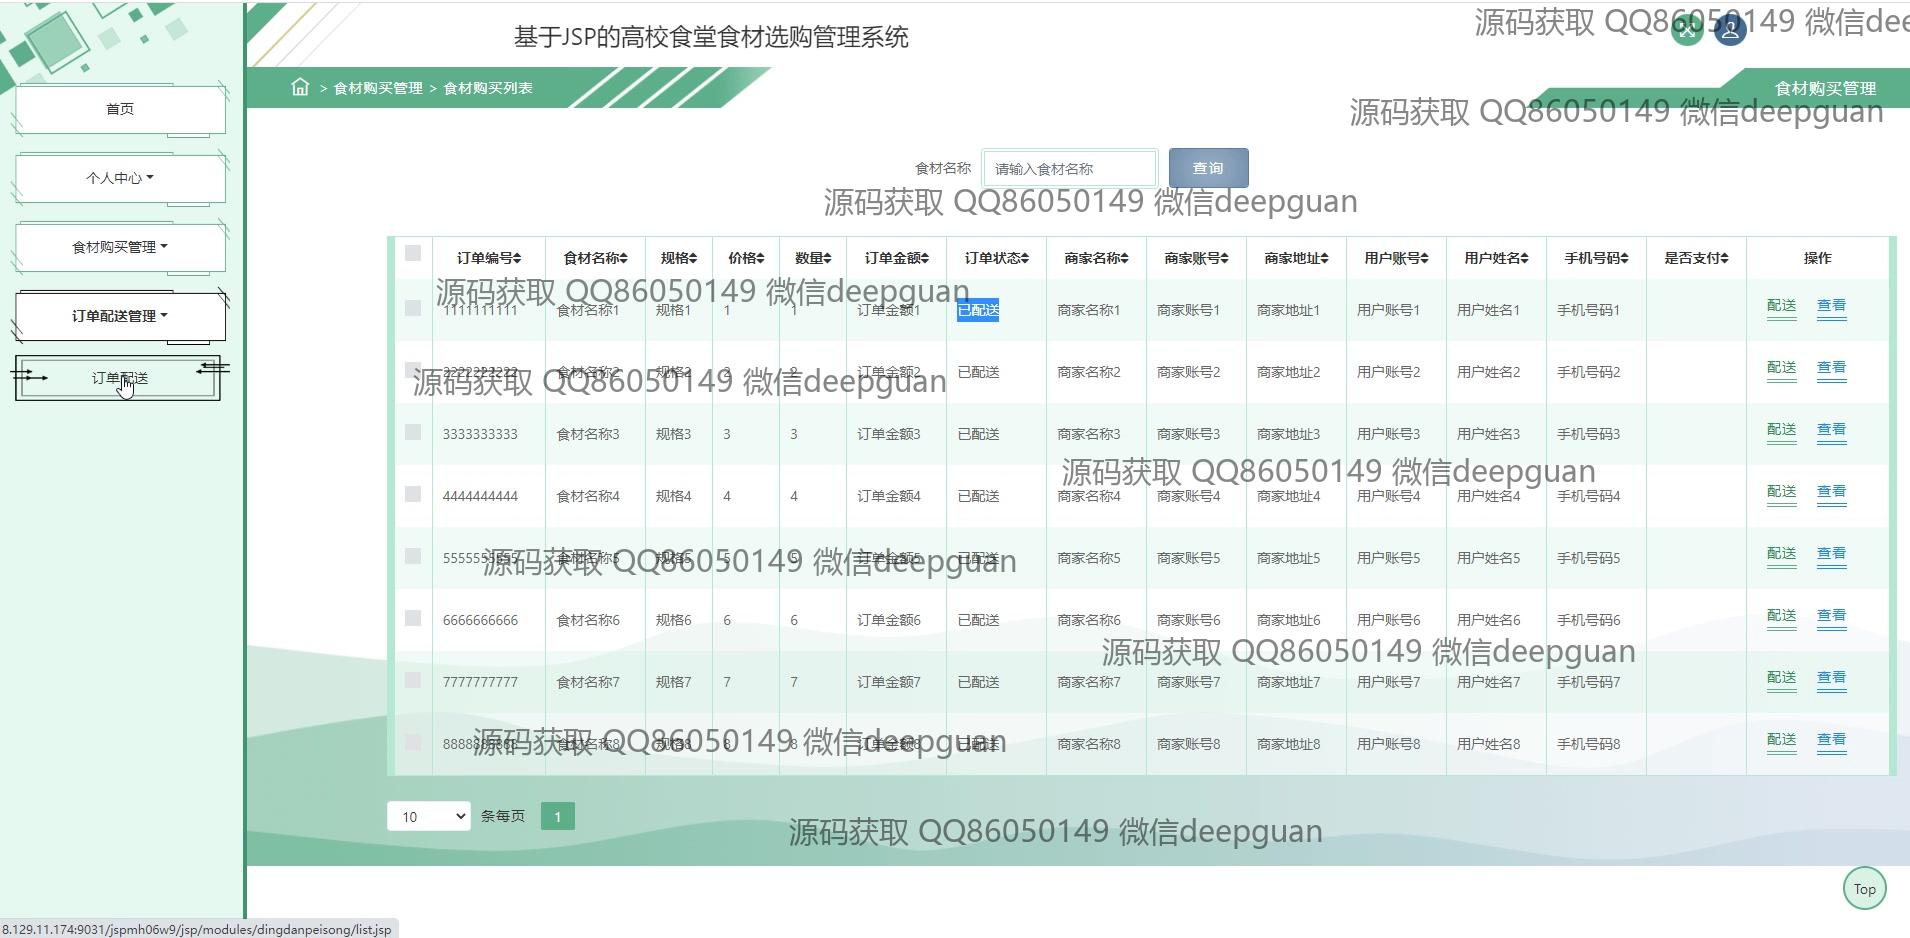 基于JSP的高校食堂食材选购管理系统
源码获取 QQ86050149 微信deepguan
> 食材购买管理 > 食材购买列表
食材购买管理
源码获取 QQ86050149 微信deepguan
首页
个人中心
食材购买管理
订单配送管理
订单配送
食材名称 请输入食材名称 查询
源码获取 QQ86050149 微信deepguan
订单编号 食材名称 规格 价格 数量 订单金额 订单状态 商家名称 商家账号 商家地址 用户账号 用户姓名 手机号码 是否支付 操作
源码获取 QQ86050149 微信deepguan
1111111111 食材名称1 规格1 1 1 订单金额1 已配送 商家名称1 商家账号1 商家地址1 用户账号1 用户姓名1 手机号码1 配送 查看
2222222222 食材名称2 规格2 2 2 订单金额2 已配送 商家名称2 商家账号2 商家地址2 用户账号2 用户姓名2 手机号码2 配送 查看
源码获取 QQ86050149 微信deepguan
3333333333 食材名称3 规格3 3 3 订单金额3 已配送 商家名称3 商家账号3 商家地址3 用户账号3 用户姓名3 手机号码3 配送 查看
源码获取 QQ86050149 微信deepguan
4444444444 食材名称4 规格4 4 4 订单金额4 已配送 商家名称4 商家账号4 商家地址4 用户账号4 用户姓名4 手机号码4 配送 查看
5555555555 食材名称5 规格5 5 5 订单金额5 已配送 商家名称5 商家账号5 商家地址5 用户账号5 用户姓名5 手机号码5 配送 查看
源码获取 QQ86050149 微信deepguan
6666666666 食材名称6 规格6 6 6 订单金额6 已配送 商家名称6 商家账号6 商家地址6 用户账号6 用户姓名6 手机号码6 配送 查看
源码获取 QQ86050149 微信deepguan
7777777777 食材名称7 规格7 7 7 订单金额7 已配送 商家名称7 商家账号7 商家地址7 用户账号7 用户姓名7 手机号码7 配送 查看
源码获取 QQ86050149 微信deepguan
8888888888 食材名称8 规格8 8 8 订单金额8 已配送 商家名称8 商家账号8 商家地址8 用户账号8 用户姓名8 手机号码8 配送 查看
10 条每页 1
源码获取 QQ86050149 微信deepguan
Top
8.129.11.174:9031/jspmh06w9/jsp/modules/dingdanpeisong/list.jsp